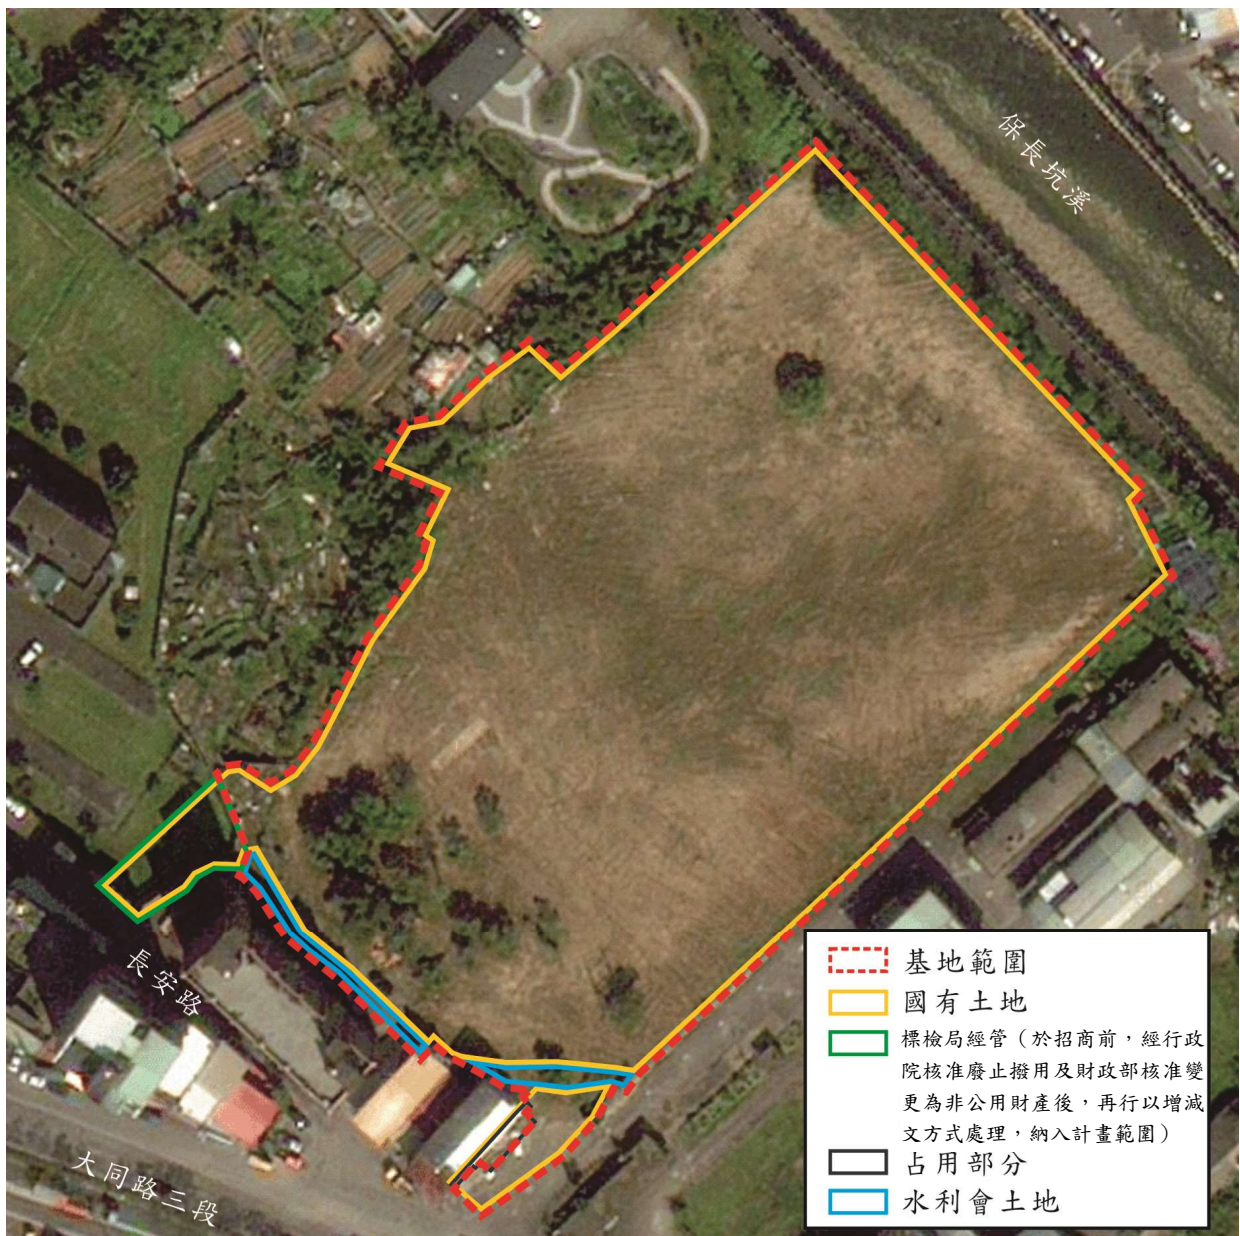 保長坑溪
長安路
大同路三段
基地範圍
國有土地
標檢局經管（於招商前，經行政
院核准廢止撥用及財政部核准變
更為非公用財產後，再行以增減
文方式處理，納入計畫範圍）
占用部分
水利會土地